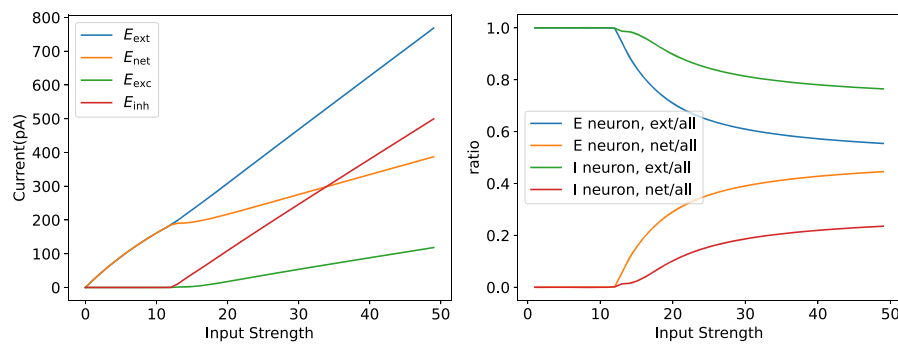 800
700
600
500
400
300
200
100
0
Current(pA)
E_ext
E_net
E_exc
E_inh
0 10 20 30 40 50
Input Strength
1.0
0.8
0.6
0.4
0.2
0.0
ratio
E neuron, ext/all
E neuron, net/all
I neuron, ext/all
I neuron, net/all
0 10 20 30 40 50
Input Strength